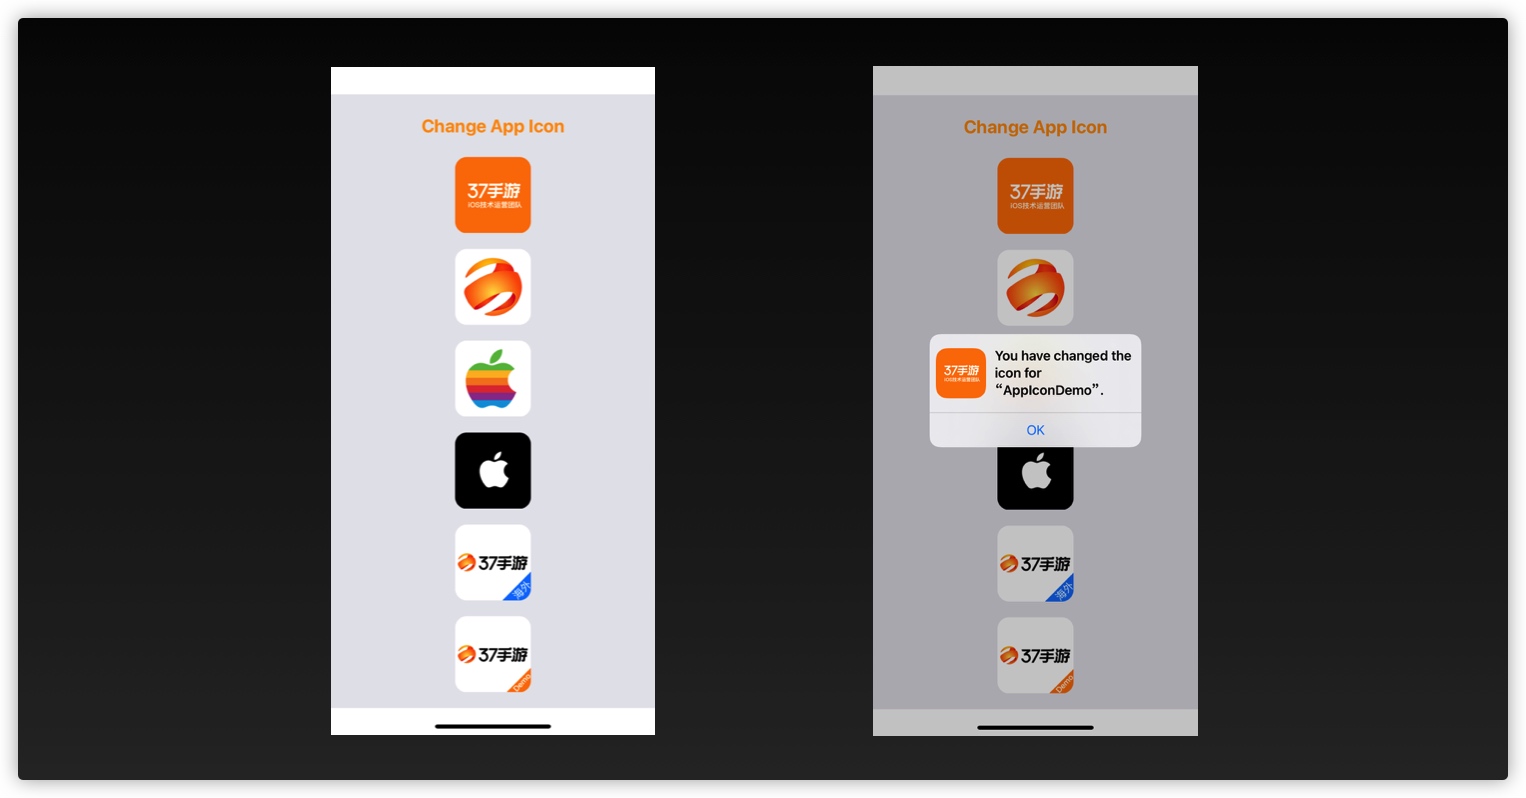 Change App Icon
37手游
iOS技术运营团队
37手游
海外
37手游
Demo
Change App Icon
37手游
iOS技术运营团队
37手游
iOS技术运营团队
You have changed the
icon for
“AppIconDemo”.
OK
37手游
海外
37手游
Demo